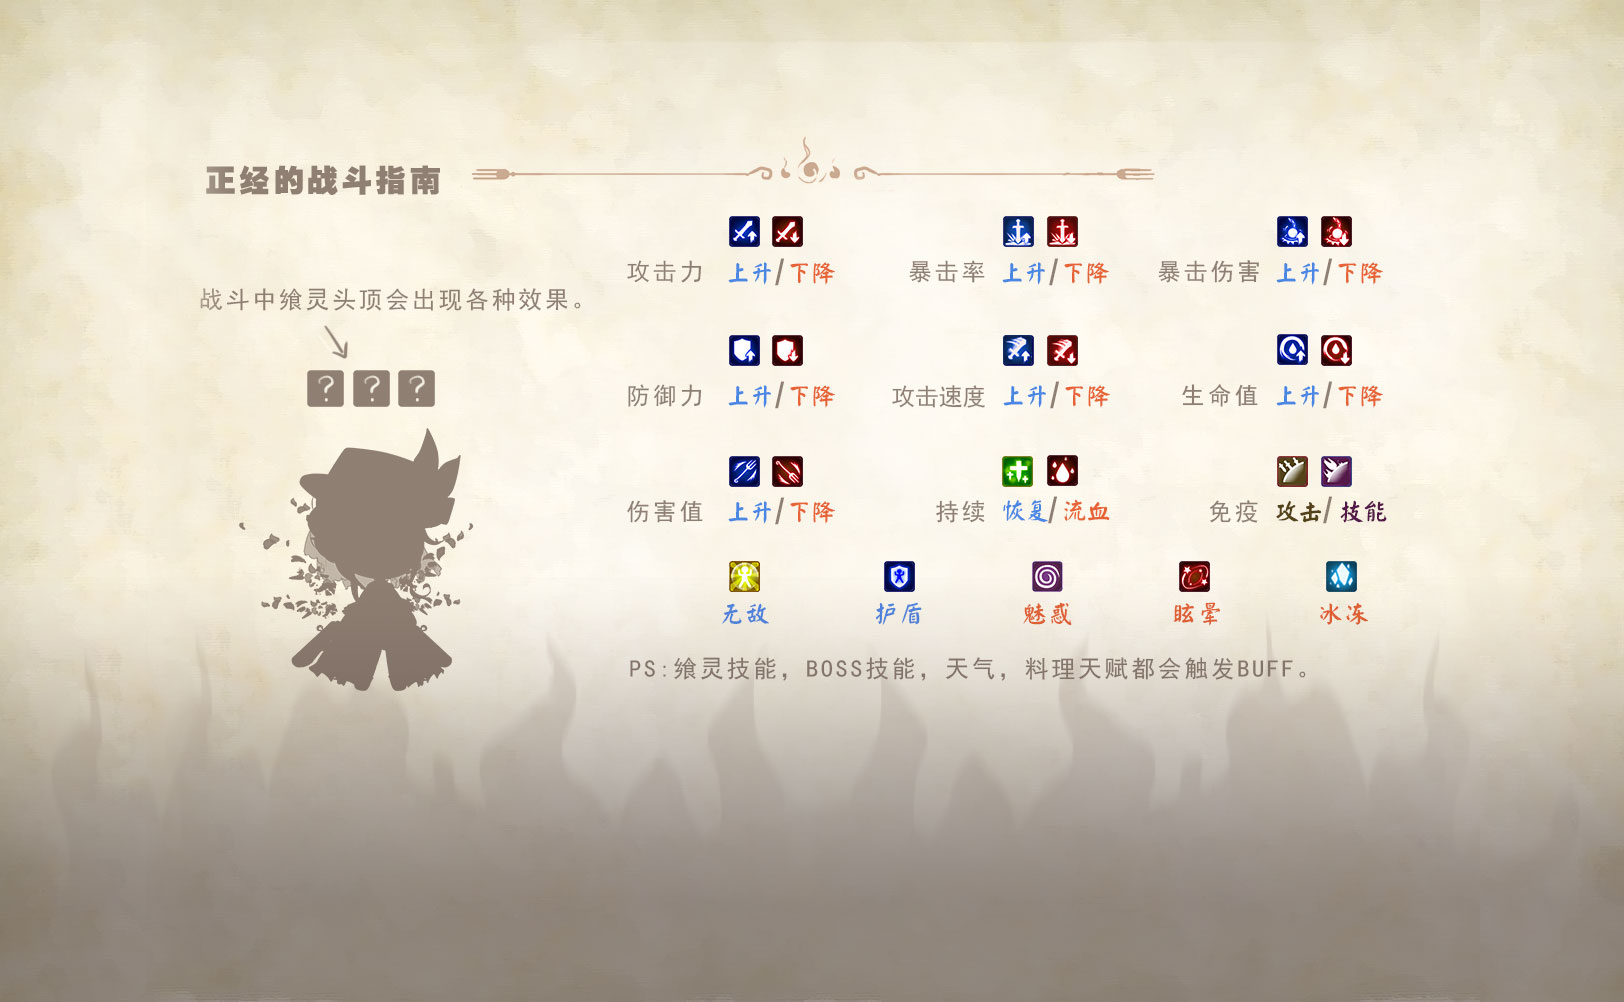 正经的战斗指南
战斗中飨灵头顶会出现各种效果。
? ? ?
攻击力 上升/下降 暴击率 上升/下降 暴击伤害 上升/下降
防御力 上升/下降 攻击速度 上升/下降 生命值 上升/下降
伤害值 上升/下降 持续 恢复/流血 免疫 攻击/技能
无敌 护盾 魅惑 眩晕 冰冻
PS:飨灵技能，BOSS技能，天气，料理天赋都会触发BUFF。